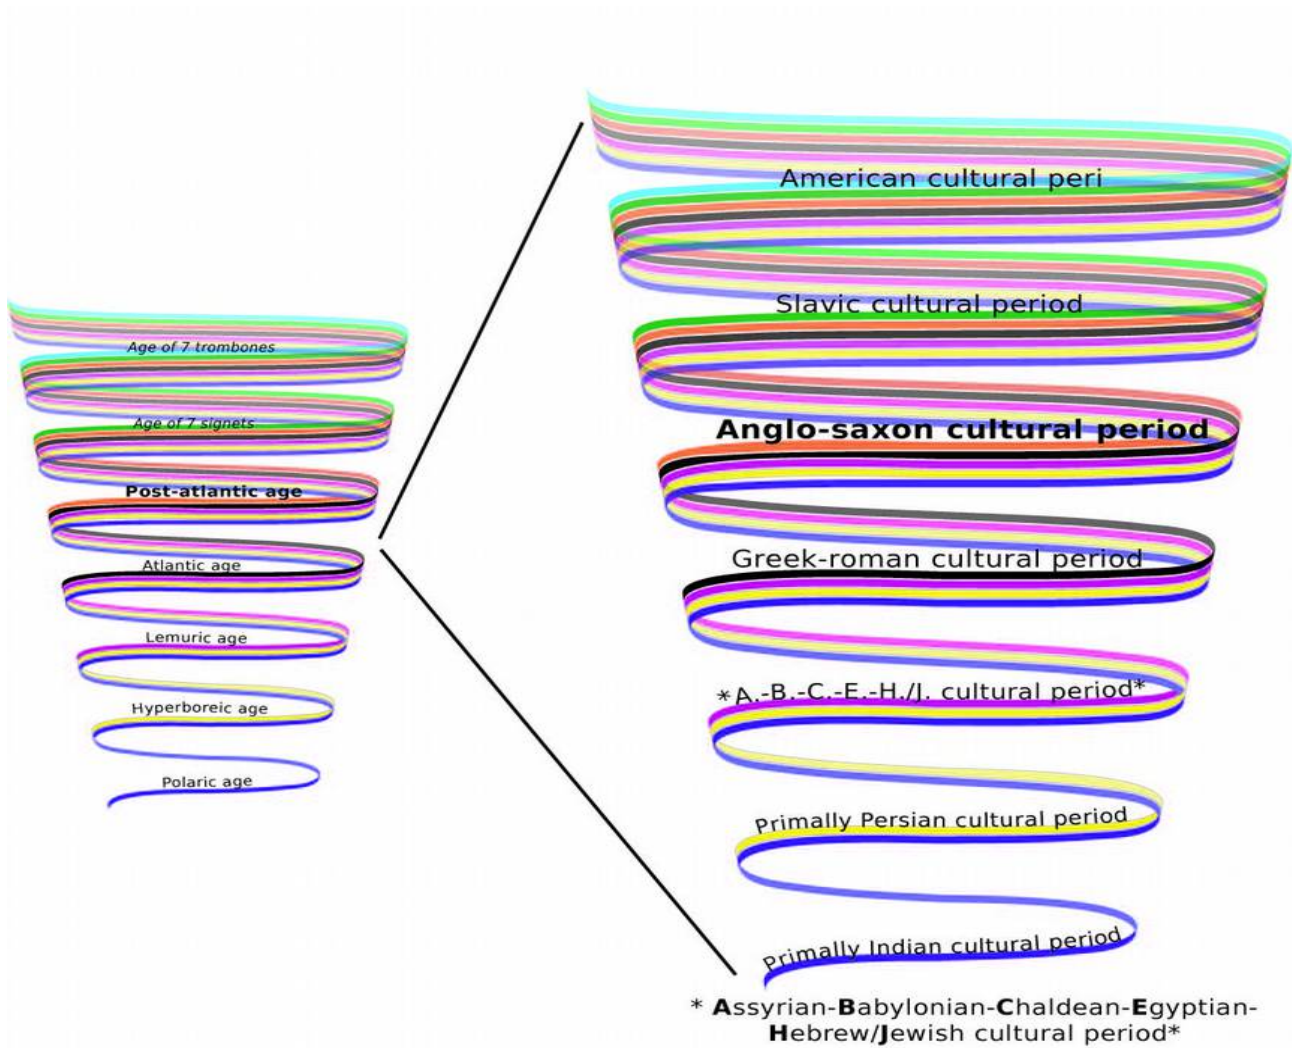 Age of 7 trombones
Age of 7 signets
Post-atlantic age
Atlantic age
Lemuric age
Hyperboreic age
Polaric age
American cultural peri
Slavic cultural period
Anglo-saxon cultural period
Greek-roman cultural period
*A.-B.-C.-E.-H./J. cultural period*
Primally Persian cultural period
Primally Indian cultural period
* Assyrian-Babylonian-Chaldean-Egyptian-
Hebrew/Jewish cultural period*